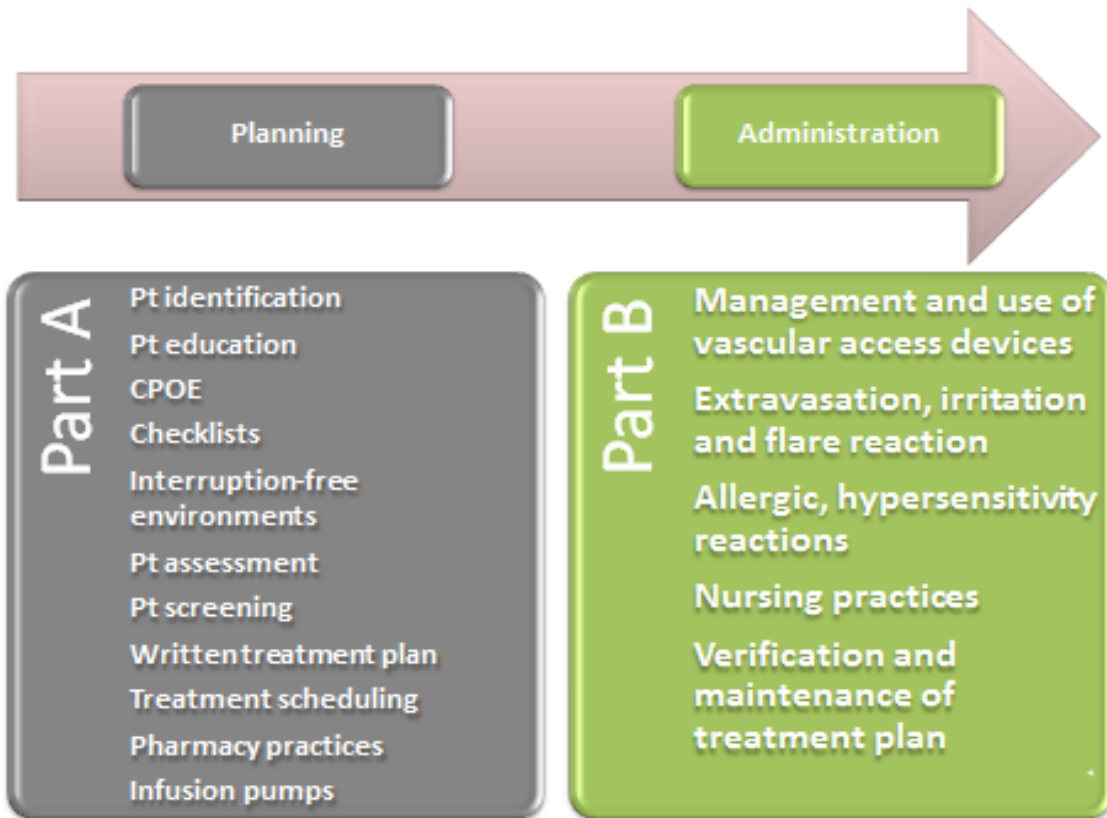 Planning
Administration
Part A
Pt identification
Pt education
CPOE
Checklists
Interruption-free
environments
Pt assessment
Pt screening
Written treatment plan
Treatment scheduling
Pharmacy practices
Infusion pumps
Part B
Management and use of
vascular access devices
Extravasation, irritation
and flare reaction
Allergic, hypersensitivity
reactions
Nursing practices
Verification and
maintenance of
treatment plan